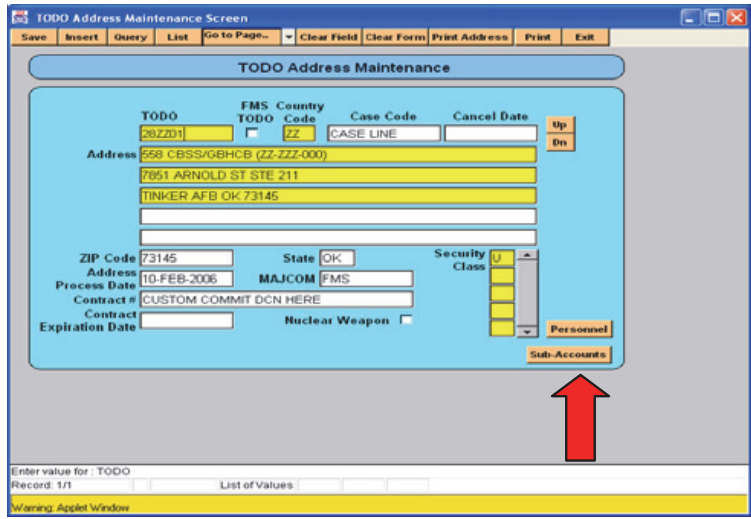 TODO Address Maintenance Screen
Save Insert Query List Go to Page.. Clear Field Clear Form Print Address Print Exit
TODO Address Maintenance
TODO FMS TODO Country Code Case Code Cancel Date
28ZZ01 ZZ CASE LINE Up
Dn
Address 558 CBSS/GBHCB (ZZ-ZZZ-000)
7851 ARNOLD ST STE 211
TINKER AFB OK 73145
ZIP Code 73145 State OK Security Class U
Address Process Date 10-FEB-2006 MAJCOM FMS
Contract # CUSTOM COMMIT DCN HERE
Contract Expiration Date Nuclear Weapon Personnel
Sub-Accounts
Enter value for : TODO
Record: 1/1 List of Values
Warning: Applet Window